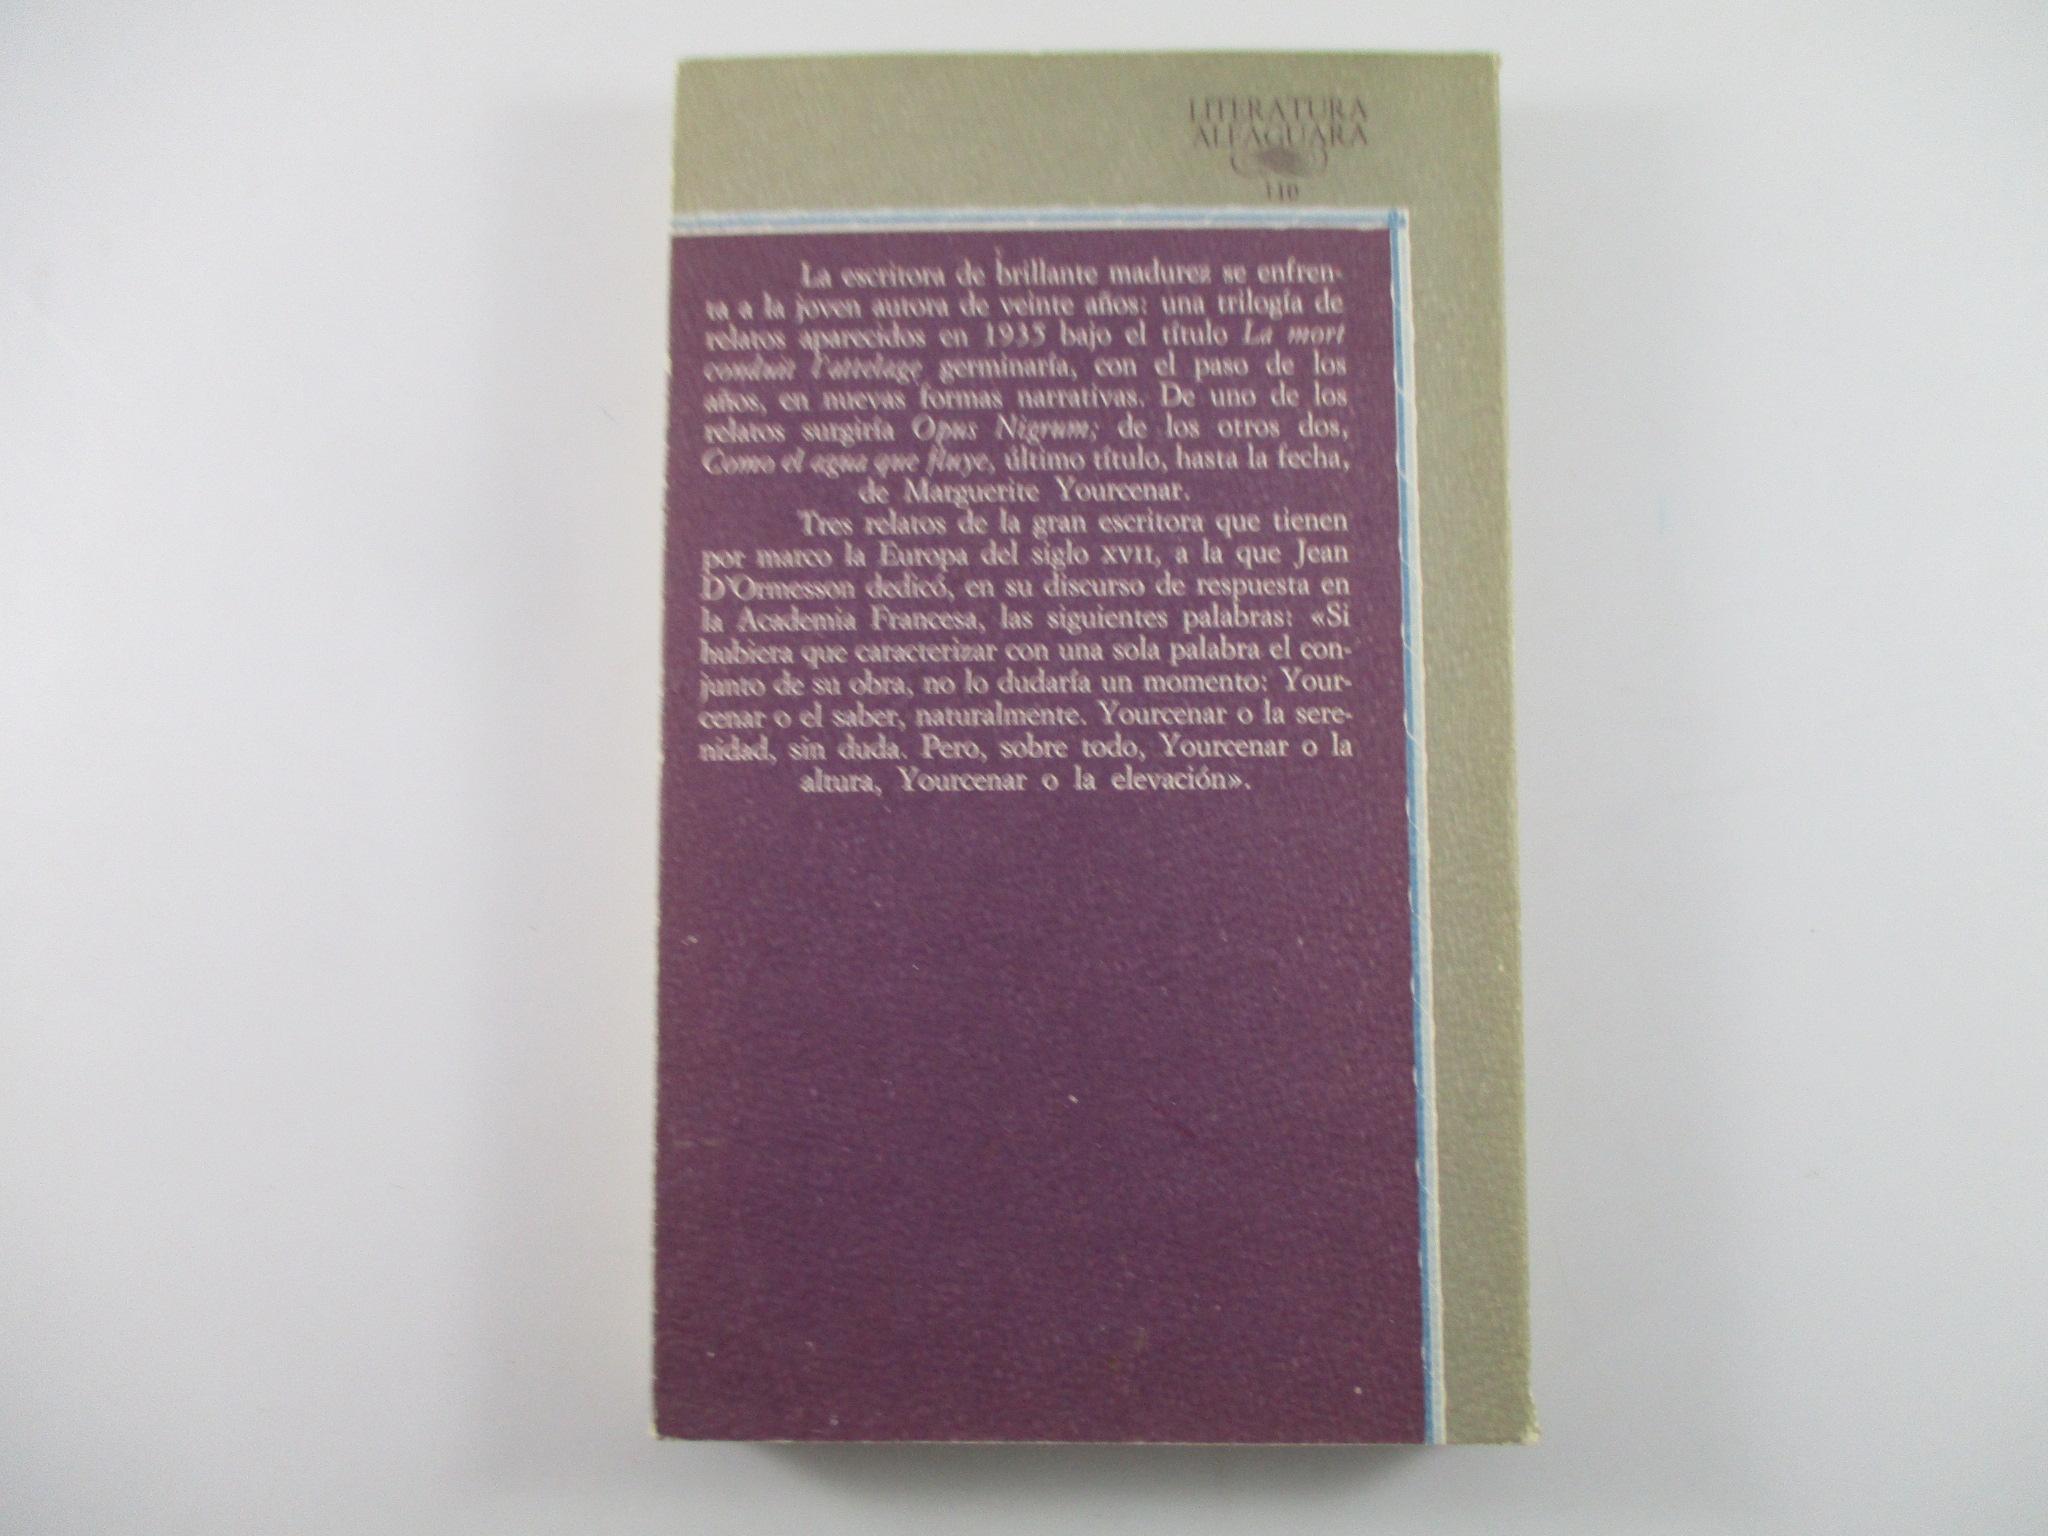 LITERATURA
ALFAGUARA
110
La escritora de brillante madurez se enfren-
ta a la joven autora de veinte años: una trilogía de
relatos aparecidos en 1935 bajo el título La mort
conduit l'attelage germinaría, con el paso de los
años, en nuevas formas narrativas. De uno de los
relatos surgiría Opus Nigrum; de los otros dos,
Como el agua que fluye, último título, hasta la fecha,
de Marguerite Yourcenar.
Tres relatos de la gran escritora que tienen
por marco la Europa del siglo XVII, a la que Jean
D'Ormesson dedicó, en su discurso de respuesta en
la Academia Francesa, las siguientes palabras: «Si
hubiera que caracterizar con una sola palabra el con-
junto de su obra, no lo dudaría un momento: Your-
cenar o el saber, naturalmente. Yourcenar o la sere-
nidad, sin duda. Pero, sobre todo, Yourcenar o la
altura, Yourcenar o la elevación».